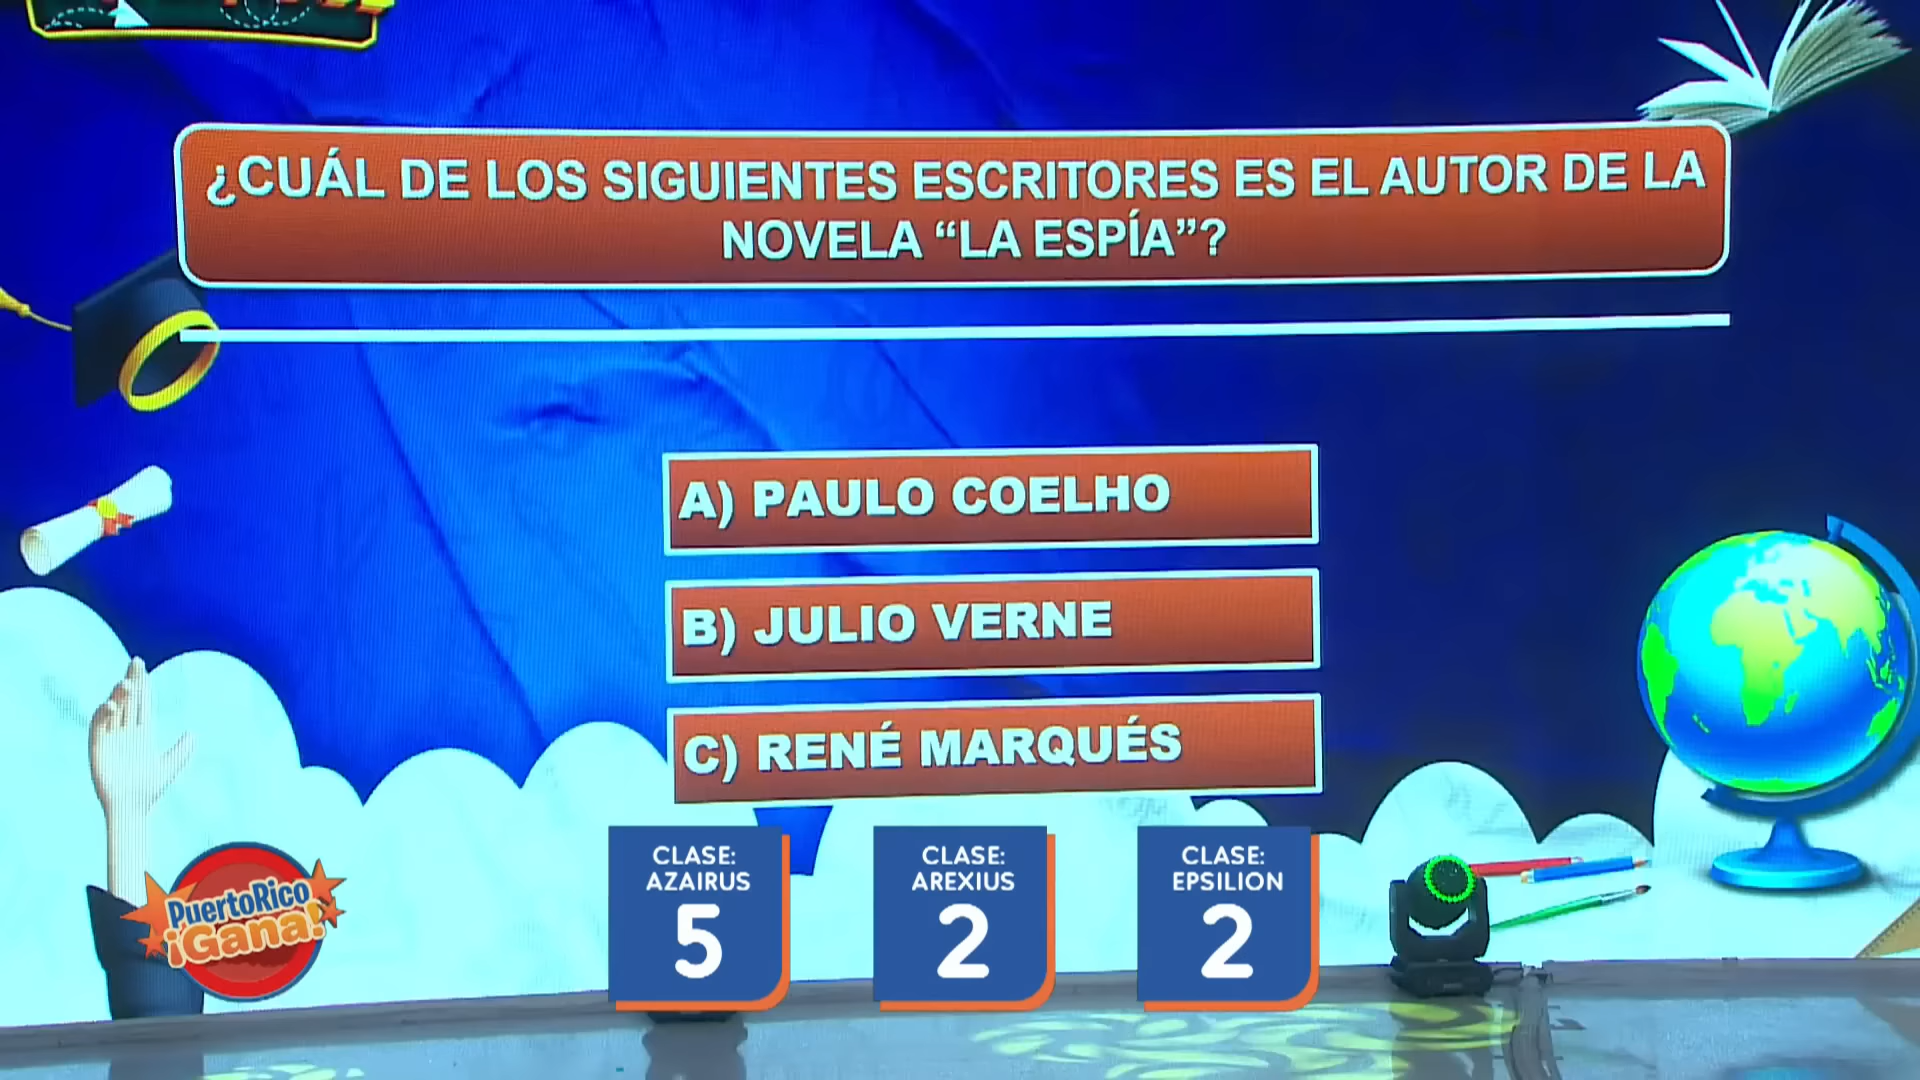 ¿CUÁL DE LOS SIGUIENTES ESCRITORES ES EL AUTOR DE LA
NOVELA “LA ESPÍA”?
A) PAULO COELHO
B) JULIO VERNE
C) RENÉ MARQUÉS
CLASE:
AZAIRUS
5
CLASE:
AREXIUS
2
CLASE:
EPSILION
2
PuertoRico
¡Gana!